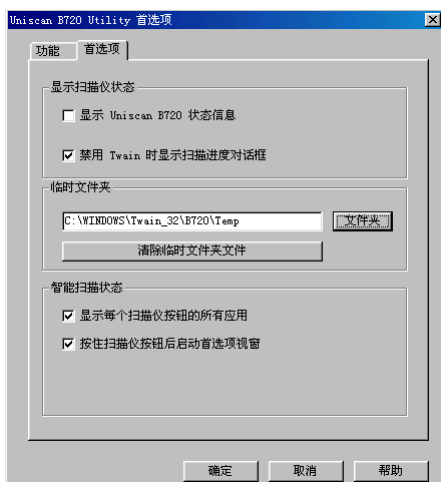 Uniscan B720 Utility 首选项
功能 首选项
显示扫描仪状态
显示 Uniscan B720 状态信息
禁用 Twain 时显示扫描进度对话框
临时文件夹
C:\WINDOWS\Twain_32\B720\Temp 文件夹
清除临时文件夹文件
智能扫描状态
显示每个扫描仪按钮的所有应用
按住扫描仪按钮后启动首选项视窗
确定 取消 帮助